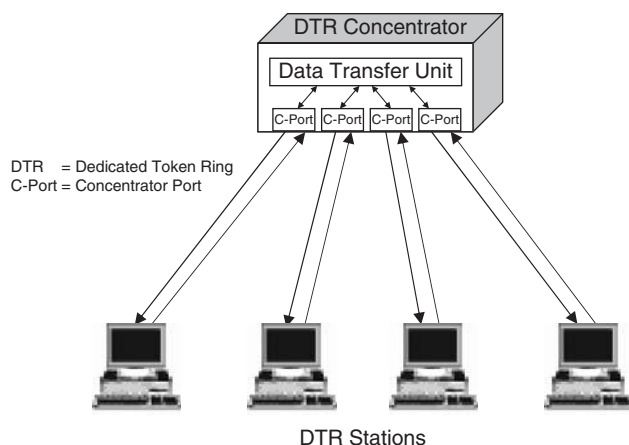 DTR Concentrator
Data Transfer Unit
C-Port C-Port C-Port C-Port
DTR = Dedicated Token Ring
C-Port = Concentrator Port
DTR Stations